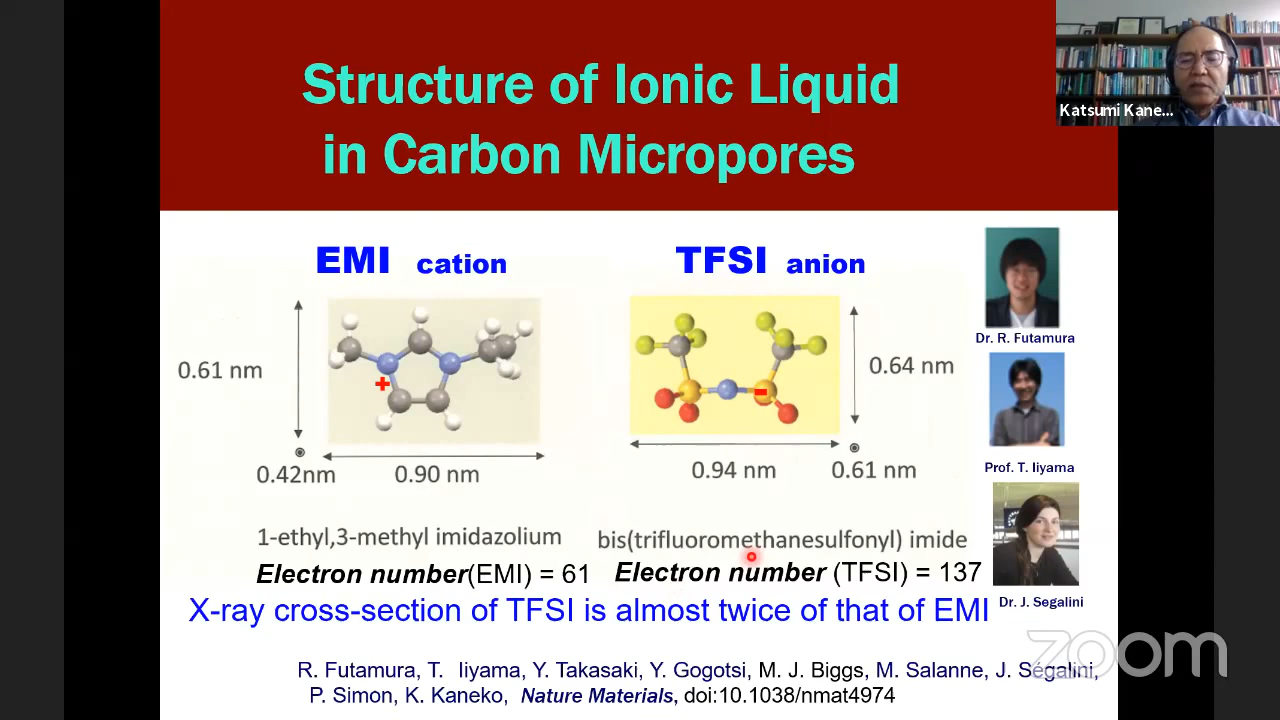 Structure of Ionic Liquid
in Carbon Micropores
Katsumi Kane...
EMI cation
TFSI anion
0.61 nm
+
0.42nm
0.90 nm
-
0.64 nm
0.94 nm
0.61 nm
Dr. R. Futamura
Prof. T. Iiyama
Dr. J. Segalini
1-ethyl,3-methyl imidazolium
bis(trifluoromethanesulfonyl) imide
Electron number(EMI) = 61
Electron number (TFSI) = 137
X-ray cross-section of TFSI is almost twice of that of EMI
zoom
R. Futamura, T. Iiyama, Y. Takasaki, Y. Gogotsi, M. J. Biggs, M. Salanne, J. Ségalini,
P. Simon, K. Kaneko, Nature Materials, doi:10.1038/nmat4974